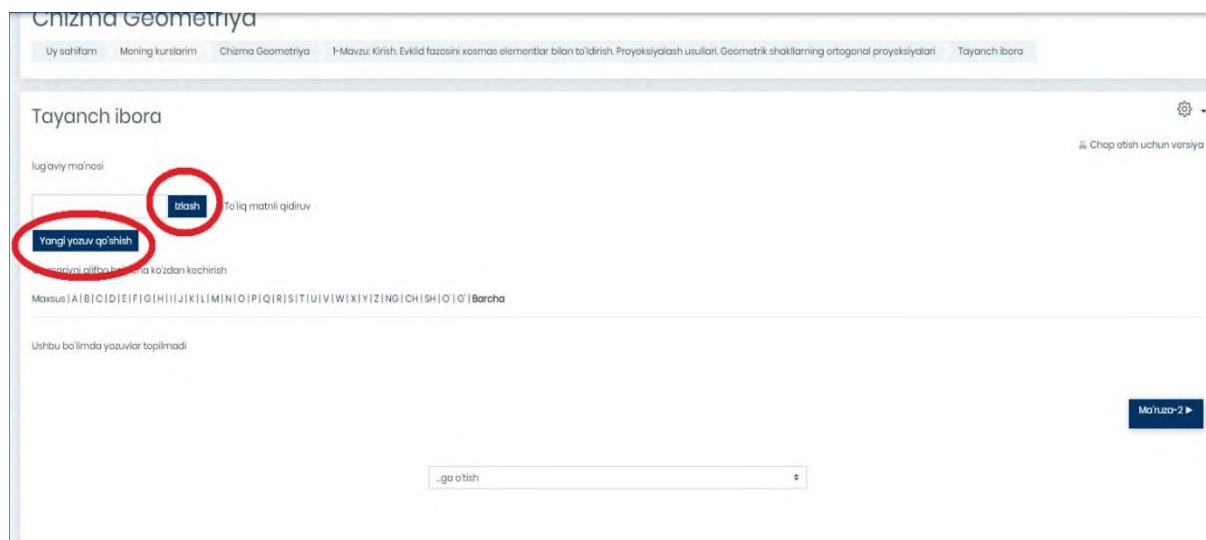 Chizma Geometriya
Uy sahifam Mening kurslarim Chizma Geometriya 1-Mavzu: Kirish. Evklid fazosini xosmas elementlar bilan to'ldirish. Proyeksiyalash usullari. Geometrik shakllarning ortogonal proyeksiyalari Tayanch ibora
Tayanch ibora
Chop etish uchun versiya
lug'aviy ma'nosi
Izlash To'liq matnli qidiruv
Yangi yozuv qo'shish
alifbo ko'zdan kechirish
Maxsus | A | B | C | D | E | F | G | H | I | J | K | L | M | N | O | P | Q | R | S | T | U | V | W | X | Y | Z | NG | CH | SH | O' | G' | Barcha
Ushbu bo'limda yozuvlar topilmadi
Ma'ruza-2 ►
...ga o'tish